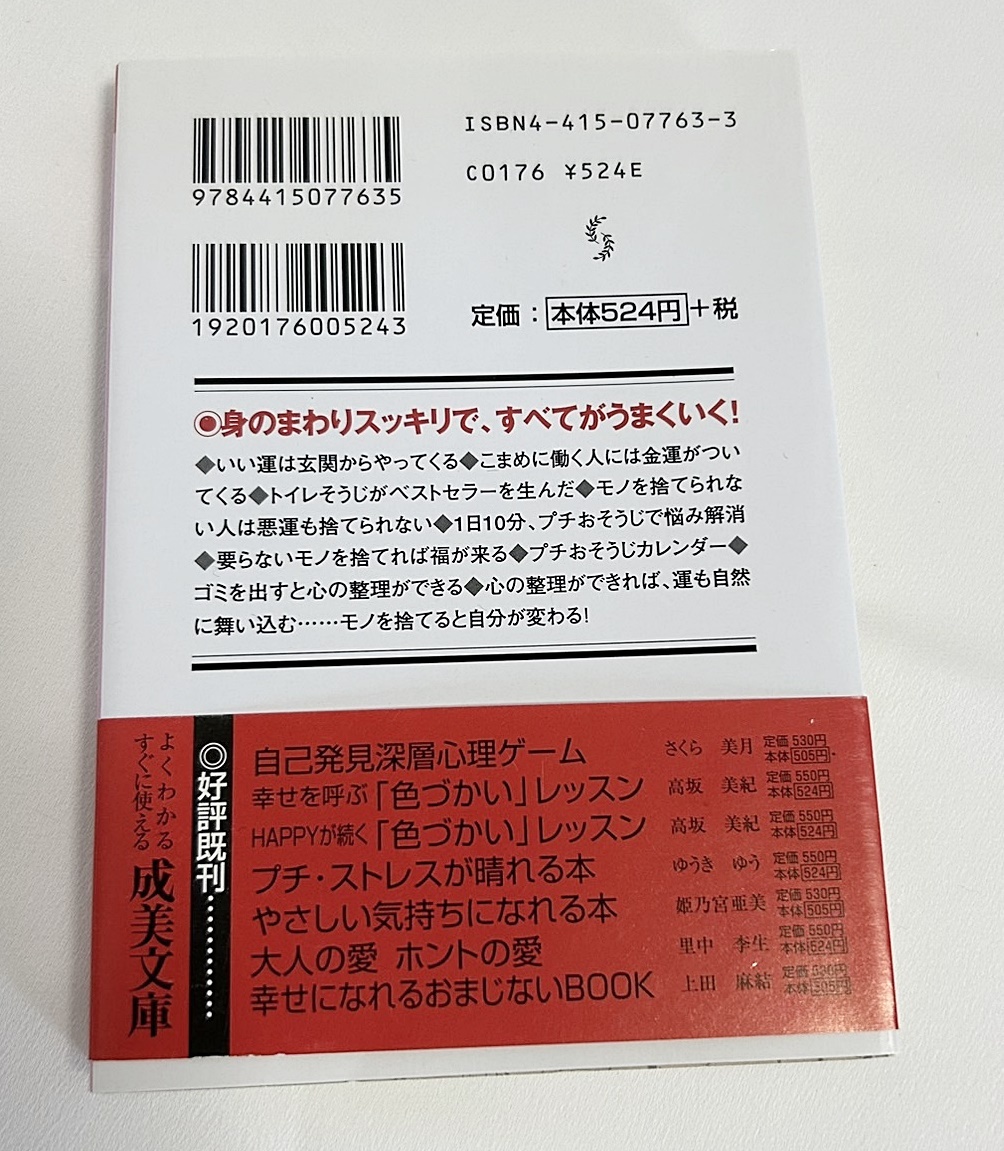 9784415077635
ISBN4-415-07763-3
C0176 ¥524E
1920176005243
定価：本体524円+税
◉身のまわりスッキリで、すべてがうまくいく!
◆いい運は玄関からやってくる◆こまめに働く人には金運がつい
てくる◆トイレそうじがベストセラーを生んだ◆モノを捨てられな
い人は悪運も捨てられない◆1日10分、プチおそうじで悩み解消
◆要らないモノを捨てれば福が来る◆プチおそうじカレンダー◆
ゴミを出すと心の整理ができる◆心の整理ができれば、運も自然
に舞い込む……モノを捨てると自分が変わる!
よくわかる
すぐに使える
成美文庫
◎好評既刊…………
自己発見深層心理ゲーム さくら 美月 定価 530円 本体 505円
幸せを呼ぶ「色づかい」レッスン 高坂 美紀 定価 550円 本体 524円
HAPPYが続く「色づかい」レッスン 高坂 美紀 定価 550円 本体 524円
プチ・ストレスが晴れる本 ゆうき ゆう 定価 550円 本体 524円
やさしい気持ちになれる本 姫乃宮亜美 定価 530円 本体 505円
大人の愛 ホントの愛 里中 李生 定価 550円 本体 524円
幸せになれるおまじないBOOK 上田 麻結 定価 530円 本体 505円